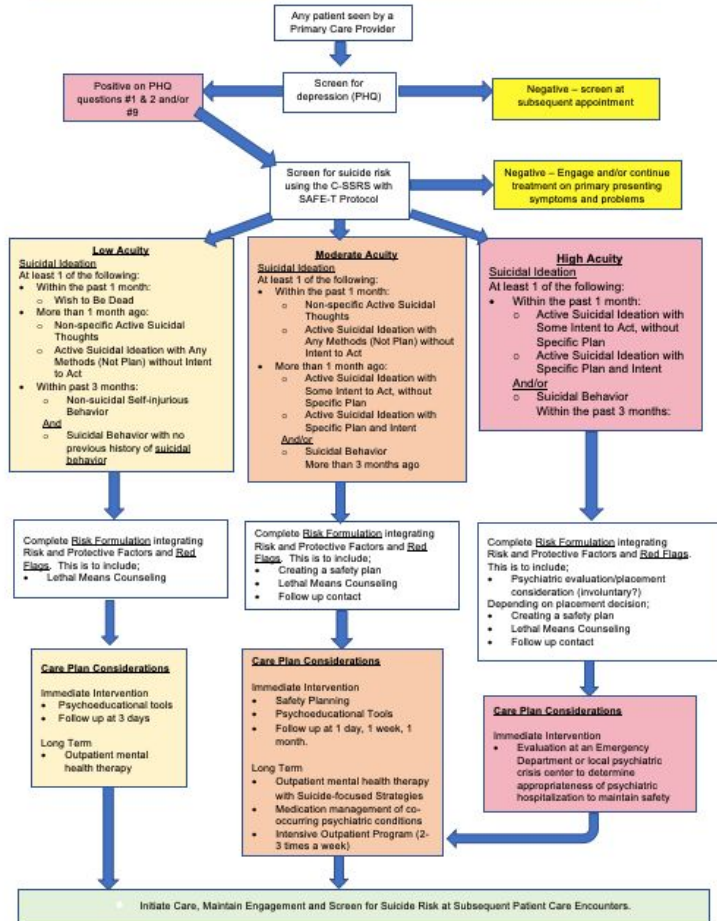 Any patient seen by a
Primary Care Provider
Positive on PHQ
questions #1 & 2 and/or
#9
Screen for
depression (PHQ)
Negative – screen at
subsequent appointment
Screen for suicide risk
using the C-SSRS with
SAFE-T Protocol
Negative – Engage and/or continue
treatment on primary presenting
symptoms and problems
Low Acuity
Suicidal Ideation
At least 1 of the following:
• Within the past 1 month:
o Wish to Be Dead
• More than 1 month ago:
o Non-specific Active Suicidal
Thoughts
o Active Suicidal Ideation with Any
Methods (Not Plan) without Intent
to Act
• Within past 3 months:
o Non-suicidal Self-injurious
Behavior
And
o Suicidal Behavior with no
previous history of suicidal
behavior
Moderate Acuity
Suicidal Ideation
At least 1 of the following:
• Within the past 1 month:
o Non-specific Active Suicidal
Thoughts
o Active Suicidal Ideation with
Any Methods (Not Plan) without
Intent to Act
• More than 1 month ago:
o Active Suicidal Ideation with
Some Intent to Act, without
Specific Plan
o Active Suicidal Ideation with
Specific Plan and Intent
And/or
o Suicidal Behavior
More than 3 months ago
High Acuity
Suicidal Ideation
At least 1 of the following:
• Within the past 1 month:
o Active Suicidal Ideation with
Some Intent to Act, without
Specific Plan
o Active Suicidal Ideation with
Specific Plan and Intent
And/or
o Suicidal Behavior
Within the past 3 months:
Complete Risk Formulation integrating
Risk and Protective Factors and Red
Flags. This is to include;
• Lethal Means Counseling
Complete Risk Formulation integrating
Risk and Protective Factors and Red
Flags. This is to include;
• Creating a safety plan
• Lethal Means Counseling
• Follow up contact
Complete Risk Formulation integrating
Risk and Protective Factors and Red Flags.
This is to include;
• Psychiatric evaluation/placement
consideration (involuntary?)
Depending on placement decision;
• Creating a safety plan
• Lethal Means Counseling
• Follow up contact
Care Plan Considerations
Immediate Intervention
• Psychoeducational tools
• Follow up at 3 days
Long Term
• Outpatient mental
health therapy
Care Plan Considerations
Immediate Intervention
• Safety Planning
• Psychoeducational Tools
• Follow up at 1 day, 1 week, 1
month.
Long Term
• Outpatient mental health therapy
with Suicide-focused Strategies
• Medication management of co-
occurring psychiatric conditions
• Intensive Outpatient Program (2-
3 times a week)
Care Plan Considerations
Immediate Intervention
• Evaluation at an Emergency
Department or local psychiatric
crisis center to determine
appropriateness of psychiatric
hospitalization to maintain safety
Initiate Care, Maintain Engagement and Screen for Suicide Risk at Subsequent Patient Care Encounters.